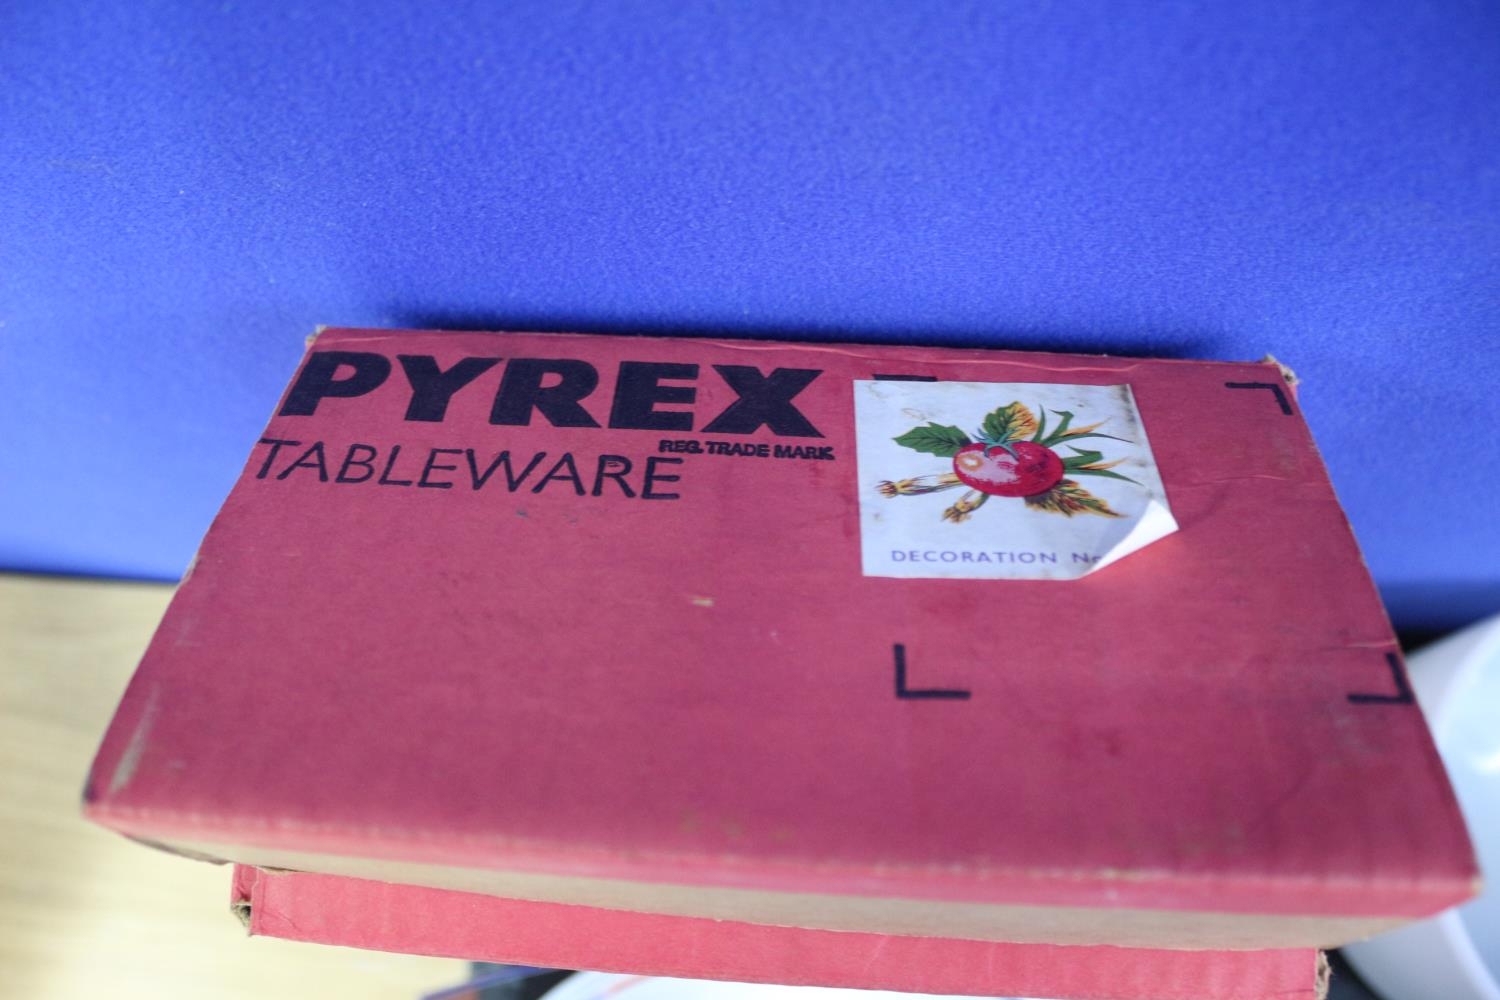 PYREX
REG. TRADE MARK
TABLEWARE
DECORATION No